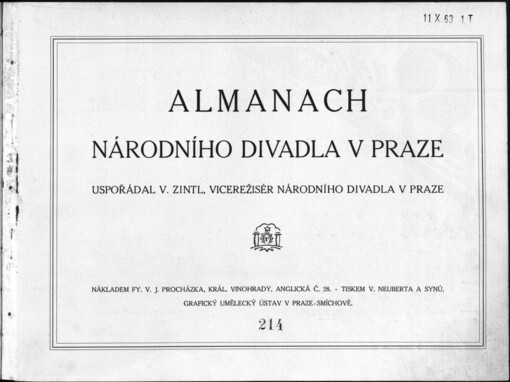 11 X 63 1 T
ALMANACH
NÁRODNÍHO DIVADLA V PRAZE
USPOŘÁDAL V. ZINTL, VICEREŽISÉR NÁRODNÍHO DIVADLA V PRAZE
NÁKLADEM FY. V. J. PROCHÁZKA, KRÁL. VINOHRADY, ANGLICKÁ Č. 28. - TISKEM V. NEUBERTA A SYNŮ,
GRAFICKÝ UMĚLECKÝ ÚSTAV V PRAZE-SMÍCHOVĚ.
214